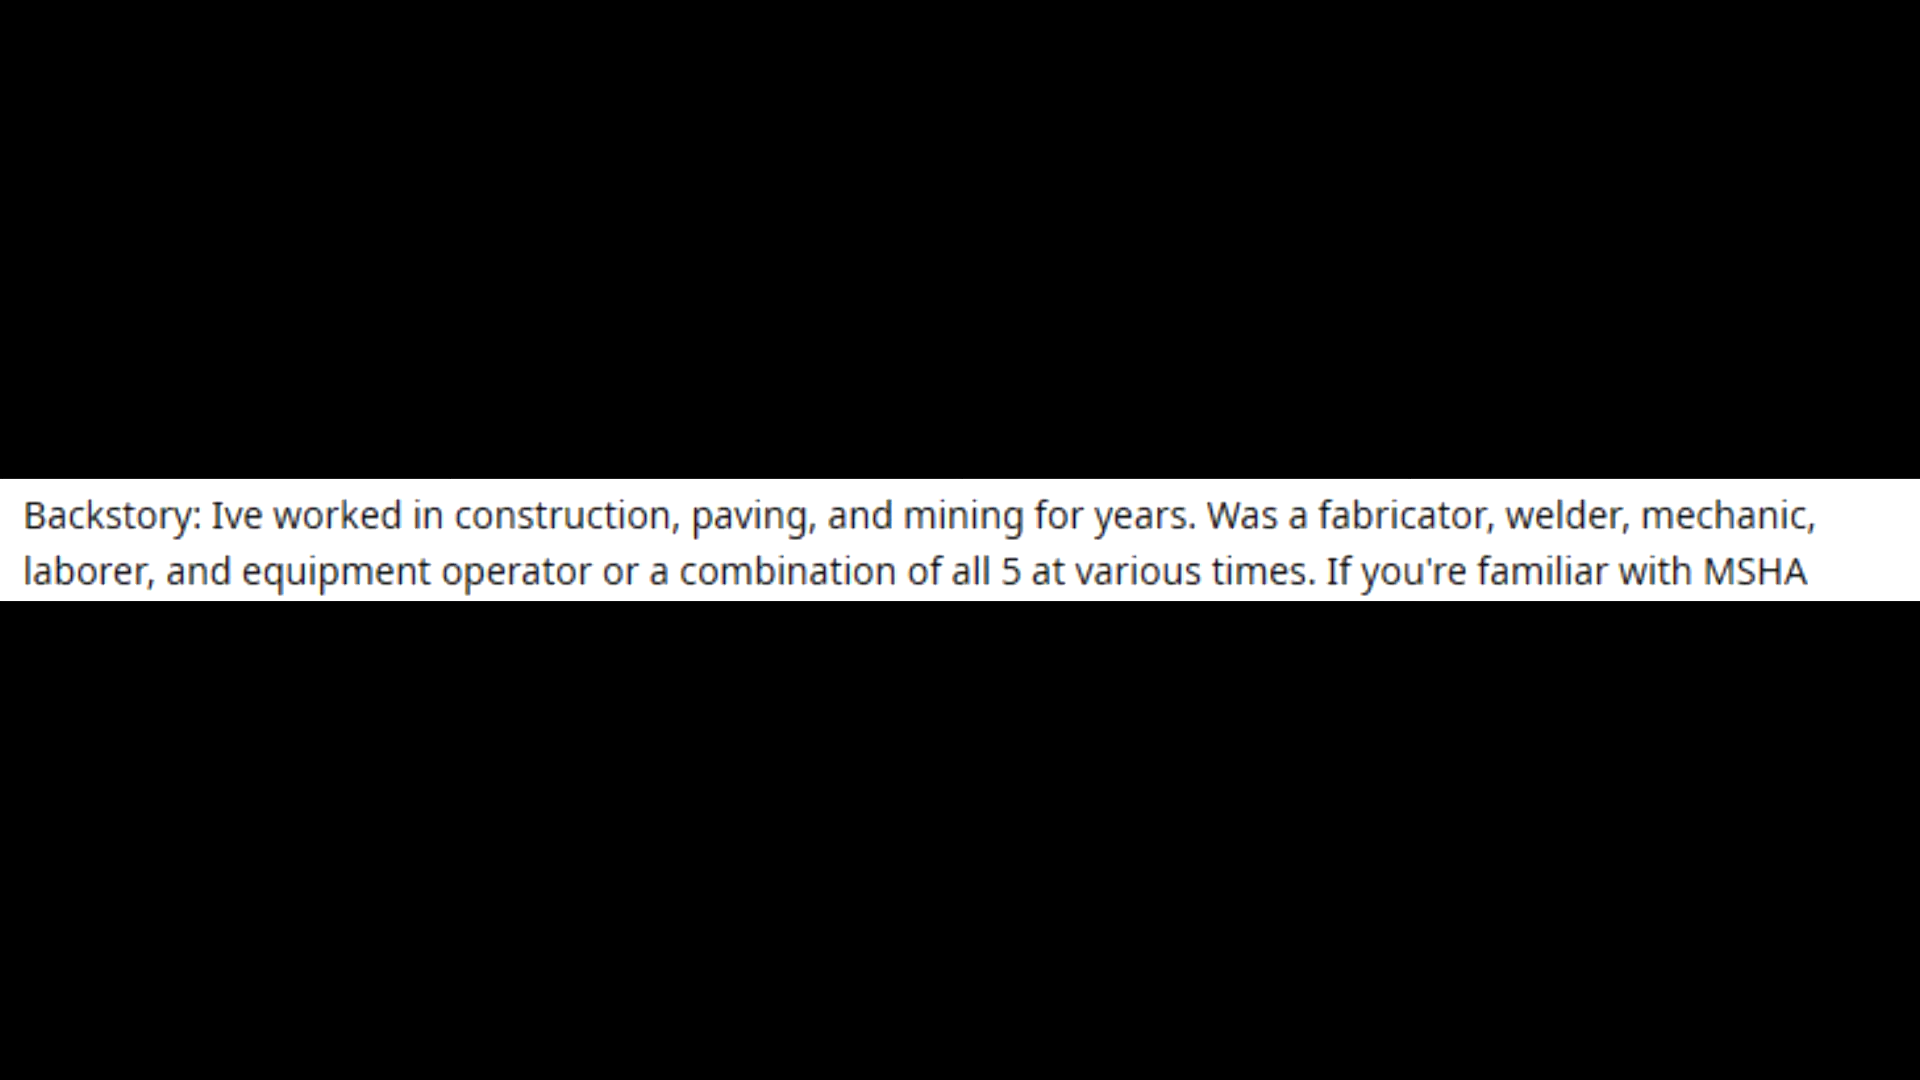 Backstory: Ive worked in construction, paving, and mining for years. Was a fabricator, welder, mechanic,
laborer, and equipment operator or a combination of all 5 at various times. If you're familiar with MSHA